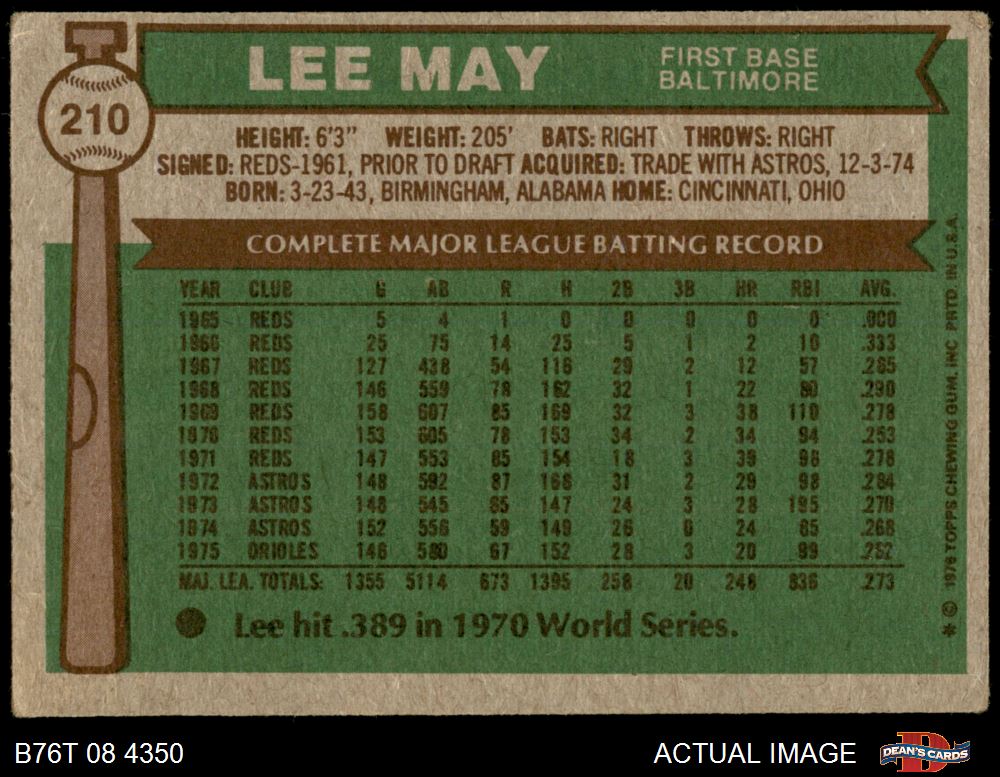 210
LEE MAY
FIRST BASE
BALTIMORE
HEIGHT: 6'3" WEIGHT: 205' BATS: RIGHT THROWS: RIGHT
SIGNED: REDS-1961, PRIOR TO DRAFT ACQUIRED: TRADE WITH ASTROS, 12-3-74
BORN: 3-23-43, BIRMINGHAM, ALABAMA HOME: CINCINNATI, OHIO
COMPLETE MAJOR LEAGUE BATTING RECORD
YEAR CLUB G AB R H 2B 3B HR RBI AVG.
1965 REDS 5 4 1 0 0 0 0 0 .000
1966 REDS 25 75 14 25 5 1 2 10 .333
1967 REDS 127 438 54 116 29 2 12 57 .265
1968 REDS 146 559 78 162 32 1 22 80 .290
1969 REDS 158 607 85 169 32 3 38 110 .278
1970 REDS 153 605 78 153 34 2 34 94 .253
1971 REDS 147 553 85 154 18 3 39 98 .278
1972 ASTROS 148 592 87 168 31 2 29 98 .284
1973 ASTROS 148 545 65 147 24 3 28 105 .270
1974 ASTROS 152 556 59 149 26 0 24 85 .268
1975 ORIOLES 146 580 67 152 28 3 20 99 .262
MAJ. LEA. TOTALS: 1355 5114 673 1395 258 20 248 836 .273
Lee hit .389 in 1970 World Series.
* © 1976 TOPPS CHEWING GUM, INC PRTD. IN U.S.A.
B76T 08 4350
ACTUAL IMAGE
D
DEAN'S CARDS